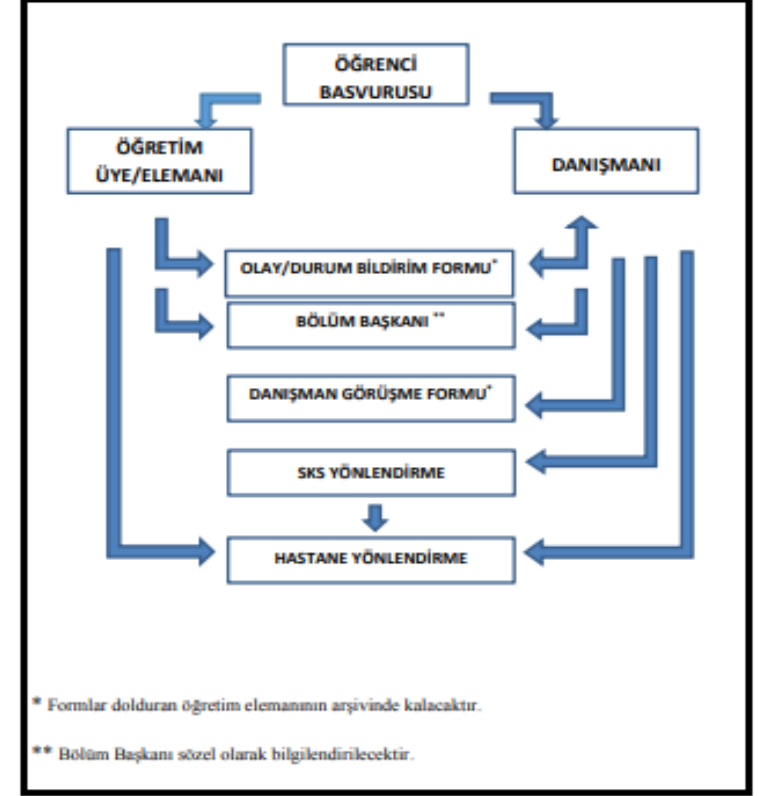 ÖĞRENCİ
BASVURUSU
ÖĞRETİM
ÜYE/ELEMANI
DANIŞMANI
OLAY/DURUM BİLDİRİM FORMU*
BÖLÜM BAŞKANI **
DANIŞMAN GÖRÜŞME FORMU*
SKS YÖNLENDİRME
HASTANE YÖNLENDİRME
* Formlar dolduran öğretim elemanının arşivinde kalacaktır.
** Bölüm Başkanı sözel olarak bilgilendirilecektir.